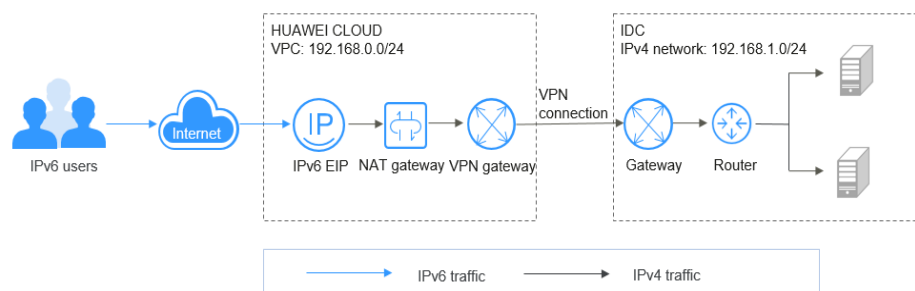 HUAWEI CLOUD
VPC: 192.168.0.0/24
IDC
IPv4 network: 192.168.1.0/24
Internet
IP
VPN
connection
IPv6 users
IPv6 EIP
NAT gateway
VPN gateway
Gateway
Router
IPv6 traffic
IPv4 traffic